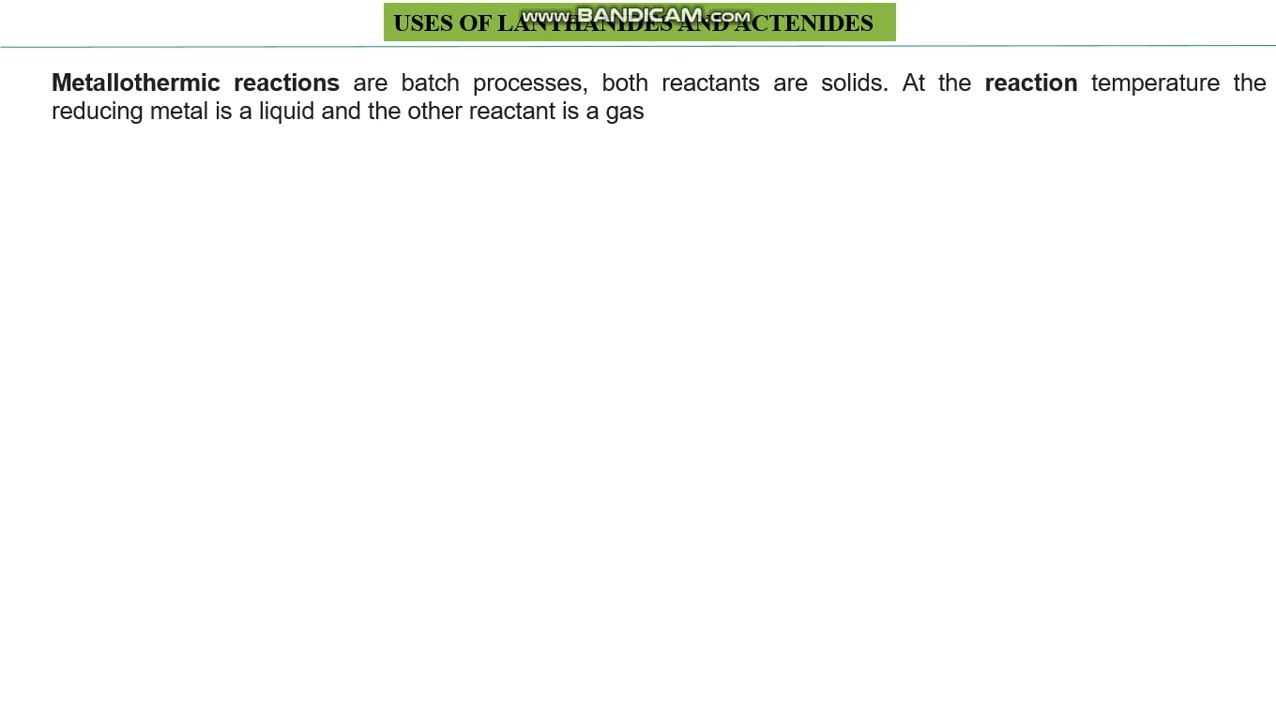 USES OF LANTHANIDES AND ACTENIDES
www.BANDICAM.com
Metallothermic reactions are batch processes, both reactants are solids. At the reaction temperature the
reducing metal is a liquid and the other reactant is a gas